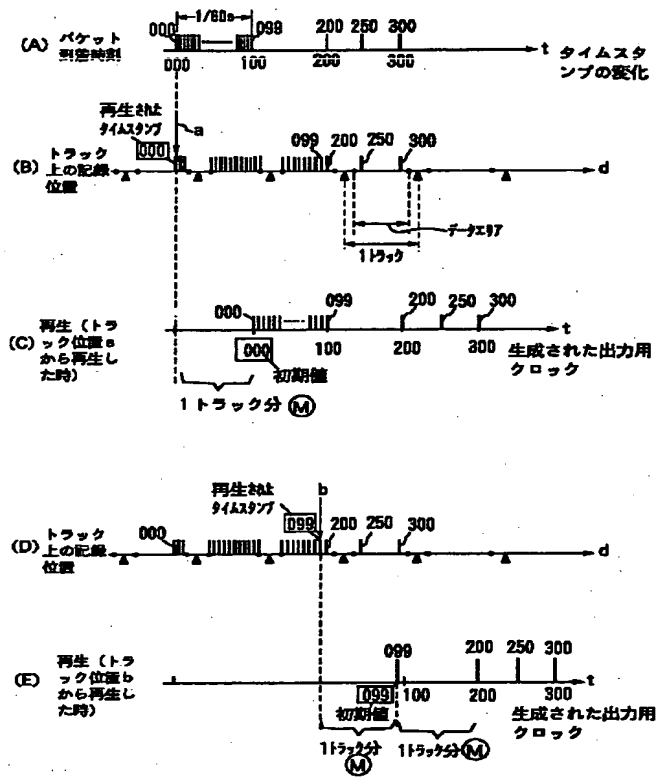 1/60s
000 099 200 250 300
(A) パケット
到着時刻
000 100 200 300 t
タイムスタ
ンプの変化
再生された
タイムスタンプ
000
a
099 200 250 300
(B) トラック
上の記録
位置
d
データエリア
1トラック
000 099 200 250 300
(C) 再生(トラ
ック位置a
から再生し
た時)
t
000
初期値
100 200 300
生成された出力用
クロック
1トラック分 M
再生され
タイムスタンプ
b
099
000 200 250 300
(D) トラック
上の記録
位置
d
099 200 250 300
(E) 再生(トラ
ック位置b
から再生し
た時)
t
099
初期値
100 200 300
生成された出力用
クロック
1トラック分 M
1トラック分 M